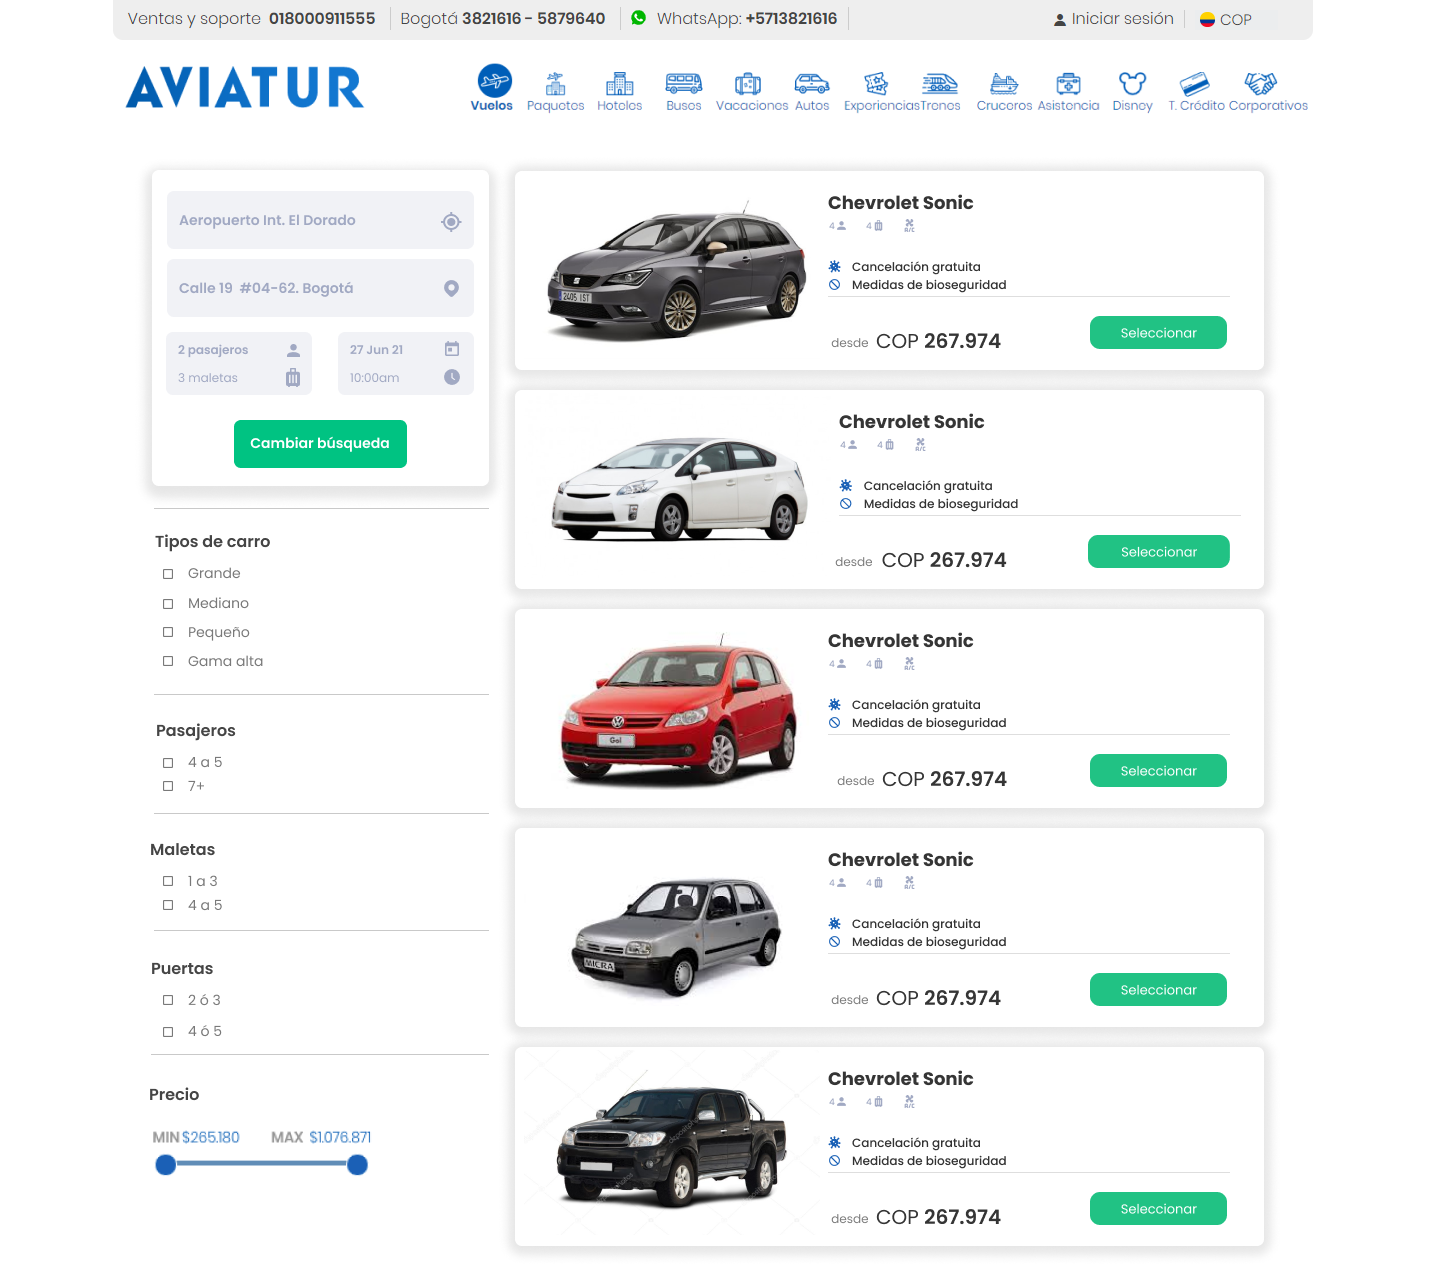 Ventas y soporte 018000911555
Bogotá 3821616 - 5879640
WhatsApp: +5713821616
Iniciar sesión
COP
AVIATUR
Vuelos
Paquetes
Hoteles
Buses
Vacaciones
Autos
Experiencias
Trenes
Cruceros
Asistencia
Disney
T. Crédito
Corporativos
Aeropuerto Int. El Dorado
Calle 19 #04-62. Bogotá
2 pasajeros
3 maletas
27 Jun 21
10:00am
Cambiar búsqueda
Tipos de carro
Grande
Mediano
Pequeño
Gama alta
Pasajeros
4 a 5
7+
Maletas
1 a 3
4 a 5
Puertas
2 ó 3
4 ó 5
Precio
MIN $265.180
MAX $1.076.871
Chevrolet Sonic
4
4
A/C
Cancelación gratuita
Medidas de bioseguridad
desde COP 267.974
Seleccionar
2405 IST
Chevrolet Sonic
4
4
A/C
Cancelación gratuita
Medidas de bioseguridad
desde COP 267.974
Seleccionar
Chevrolet Sonic
4
4
A/C
Cancelación gratuita
Medidas de bioseguridad
desde COP 267.974
Seleccionar
Gol
Chevrolet Sonic
4
4
A/C
Cancelación gratuita
Medidas de bioseguridad
desde COP 267.974
Seleccionar
MICRA
Chevrolet Sonic
4
4
A/C
Cancelación gratuita
Medidas de bioseguridad
desde COP 267.974
Seleccionar